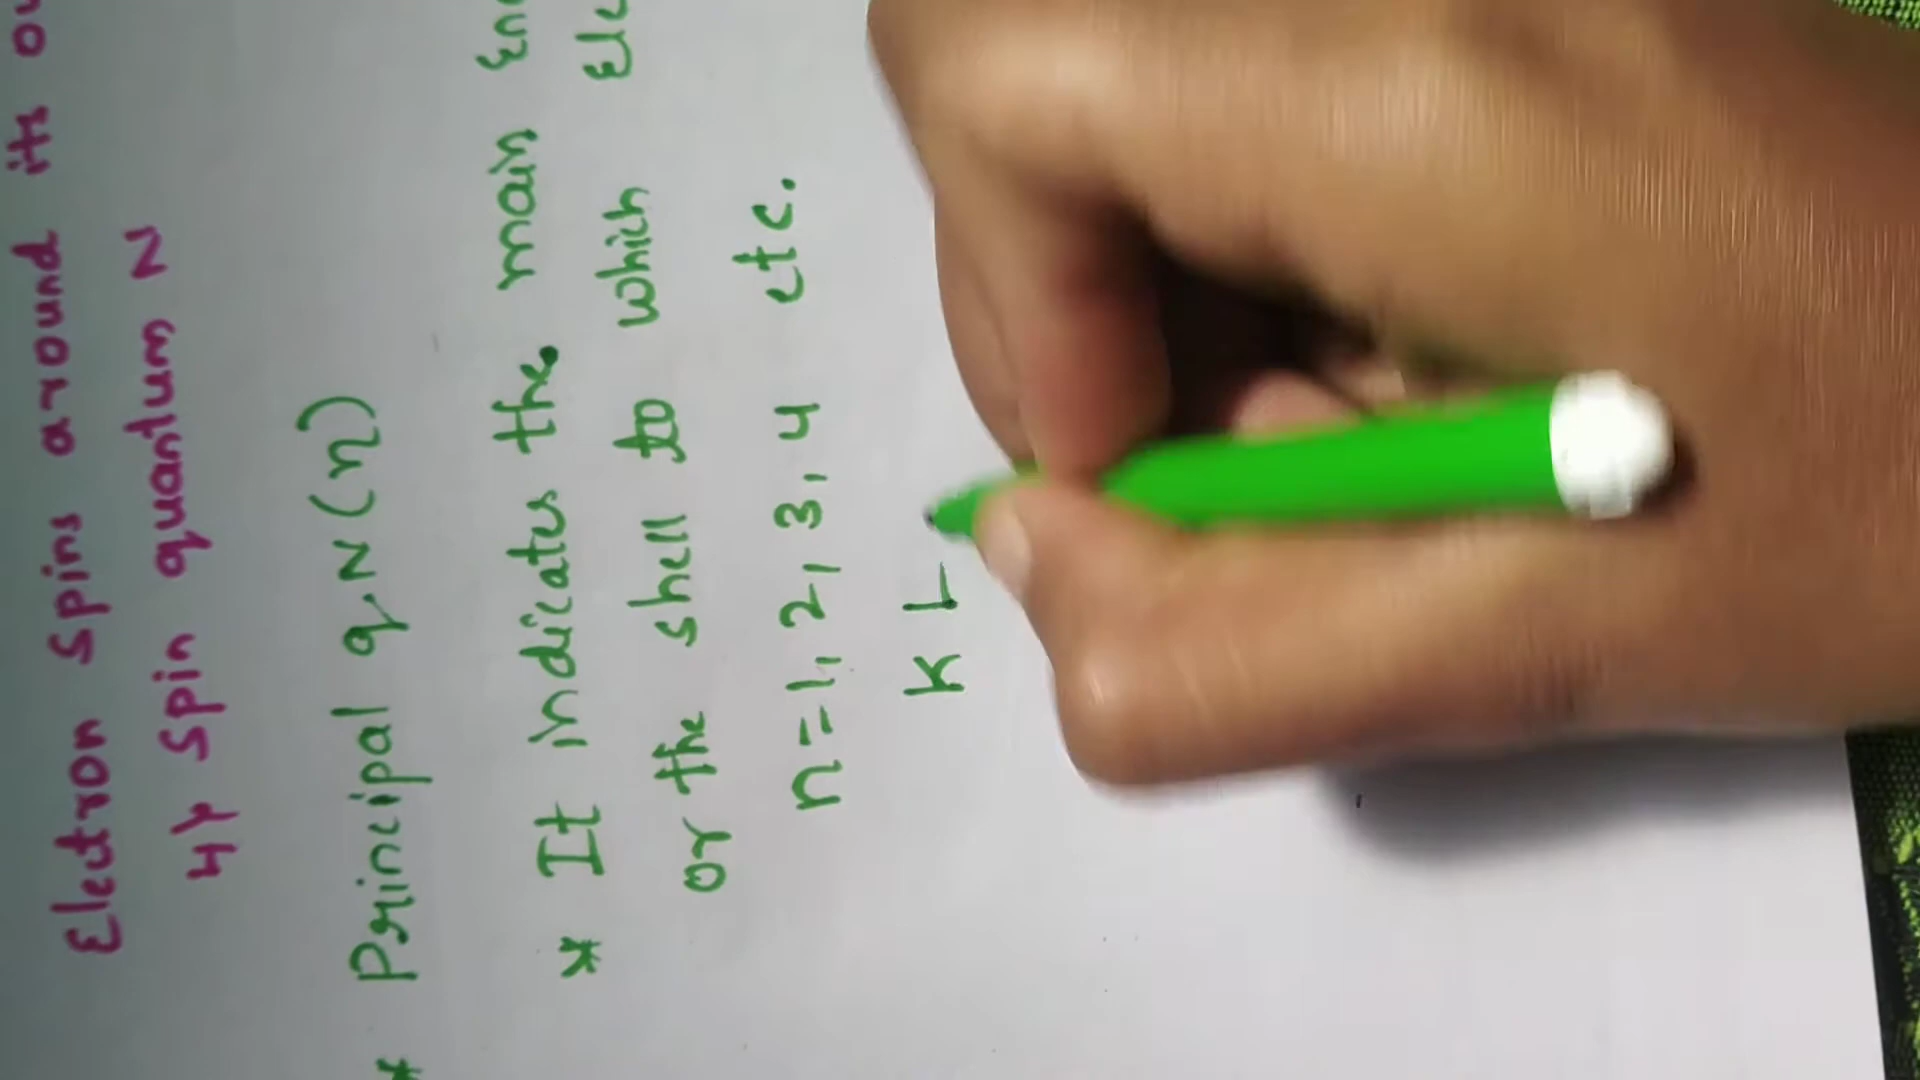 Electron spins around its
4) spin quantum N
* Principal q.N (n)
* It indicates the main
or the shell to which
n = 1, 2, 3, 4 etc.
K L